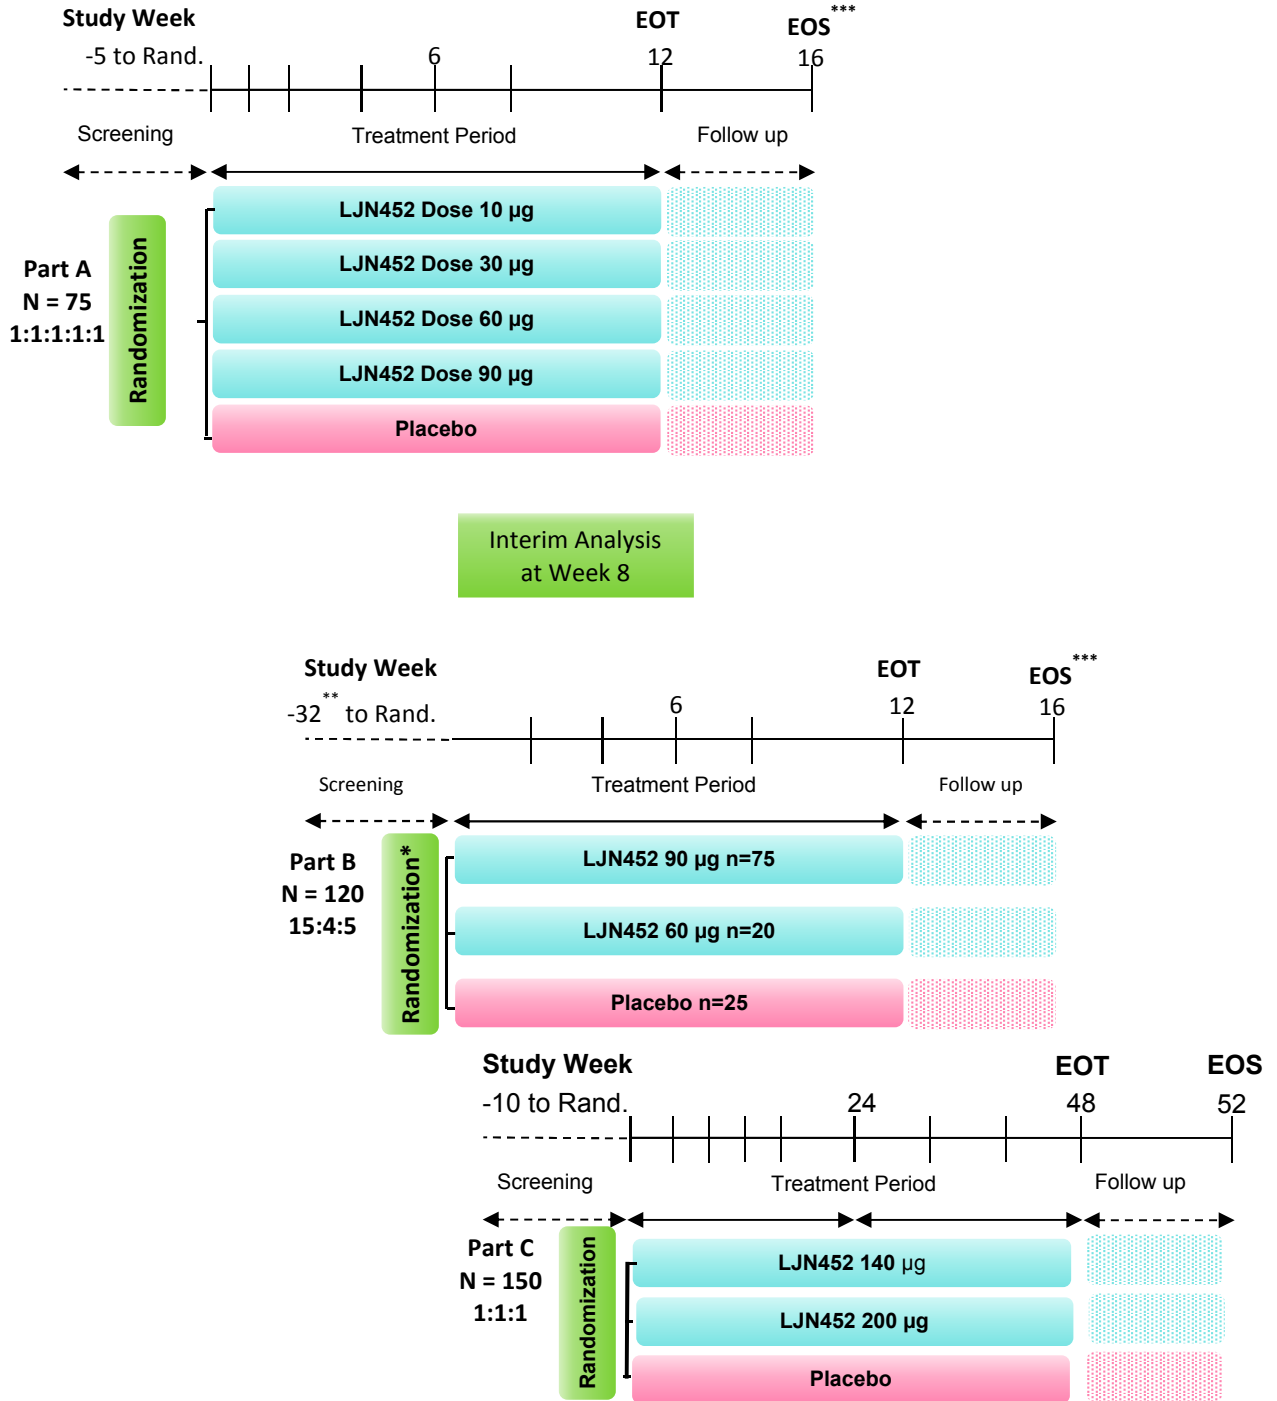 Study Week
EOT
EOS***
-5 to Rand.
6
12
16
Screening
Treatment Period
Follow up
Part A
N = 75
1:1:1:1:1
Randomization
LJN452 Dose 10 µg
LJN452 Dose 30 µg
LJN452 Dose 60 µg
LJN452 Dose 90 µg
Placebo
Interim Analysis
at Week 8
Study Week
EOT
EOS***
-32** to Rand.
6
12
16
Screening
Treatment Period
Follow up
Part B
N = 120
15:4:5
Randomization*
LJN452 90 µg n=75
LJN452 60 µg n=20
Placebo n=25
Study Week
EOT
EOS
-10 to Rand.
24
48
52
Screening
Treatment Period
Follow up
Part C
N = 150
1:1:1
Randomization
LJN452 140 µg
LJN452 200 µg
Placebo